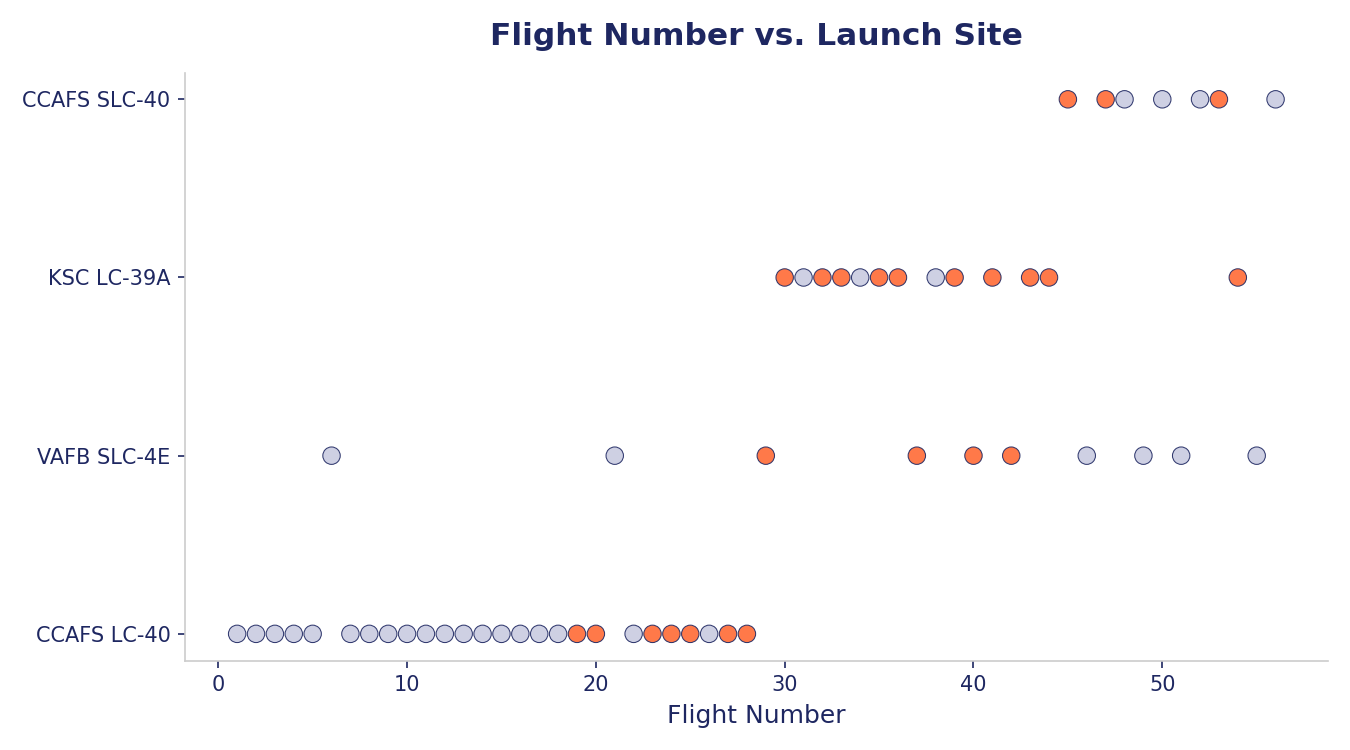 Flight Number vs. Launch Site
CCAFS SLC-40
KSC LC-39A
VAFB SLC-4E
CCAFS LC-40
0 10 20 30 40 50
Flight Number